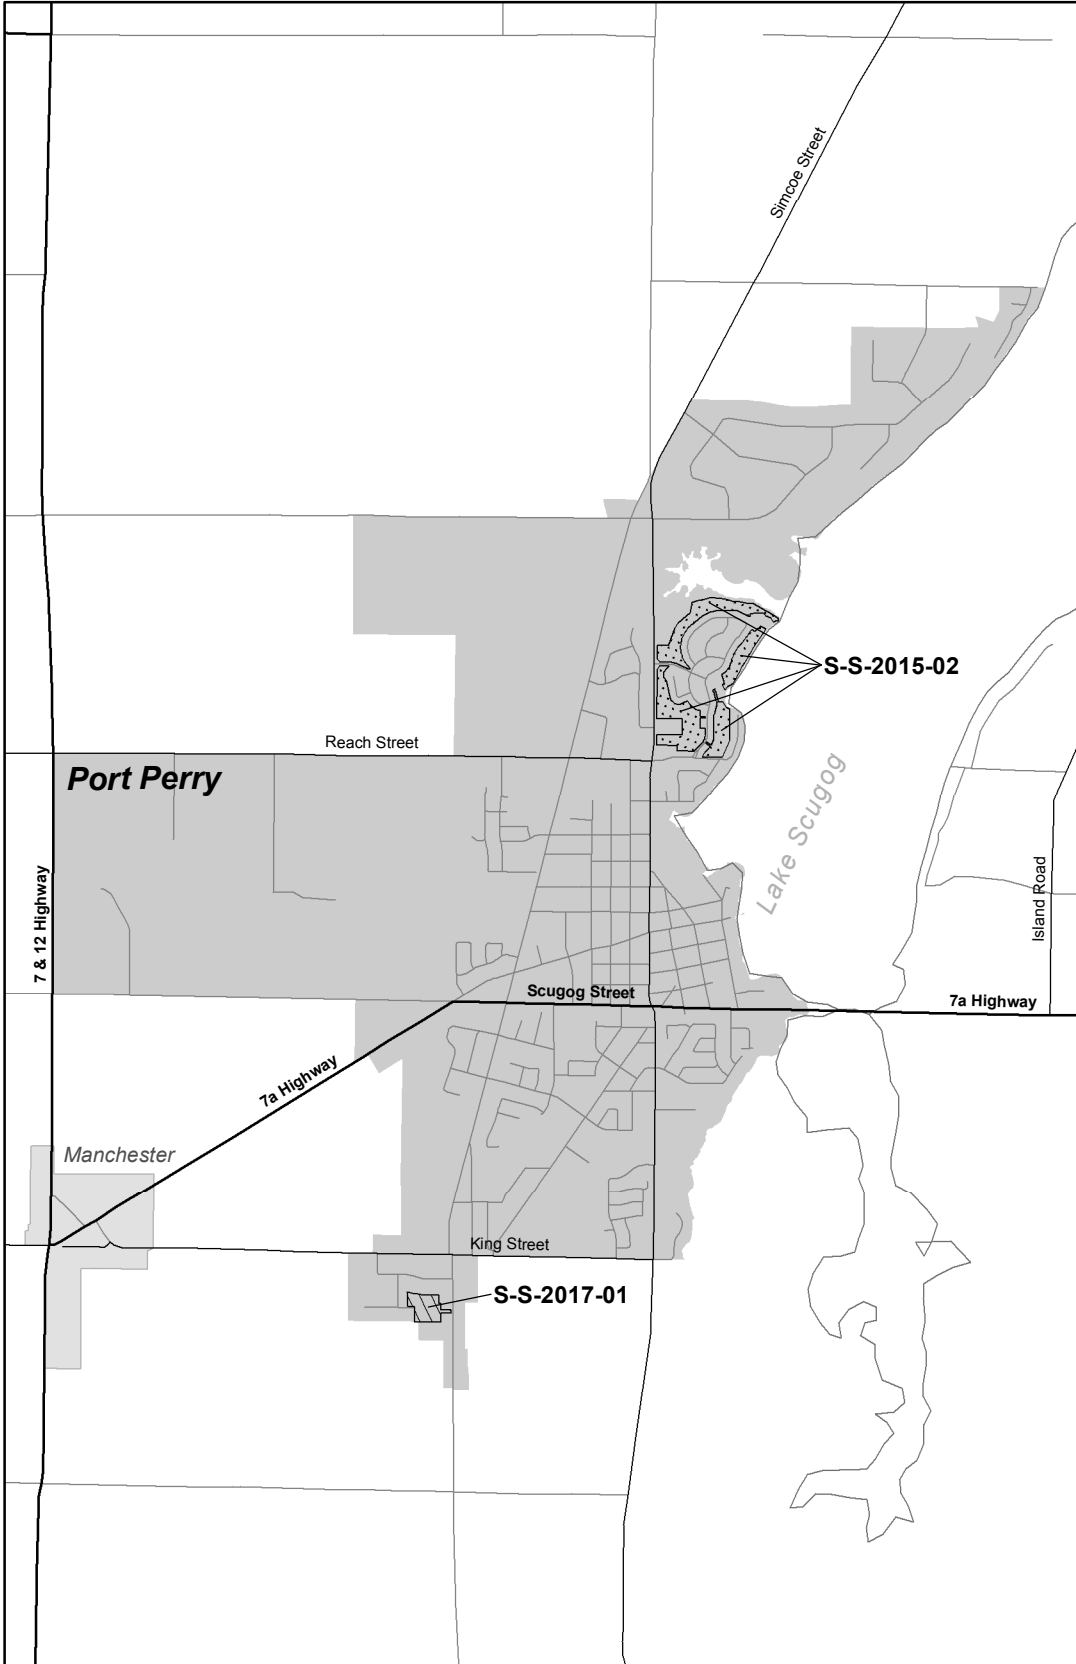 Simcoe Street
S-S-2015-02
Reach Street
Port Perry
Lake Scugog
7 & 12 Highway
Island Road
Scugog Street
7a Highway
7a Highway
Manchester
King Street
S-S-2017-01